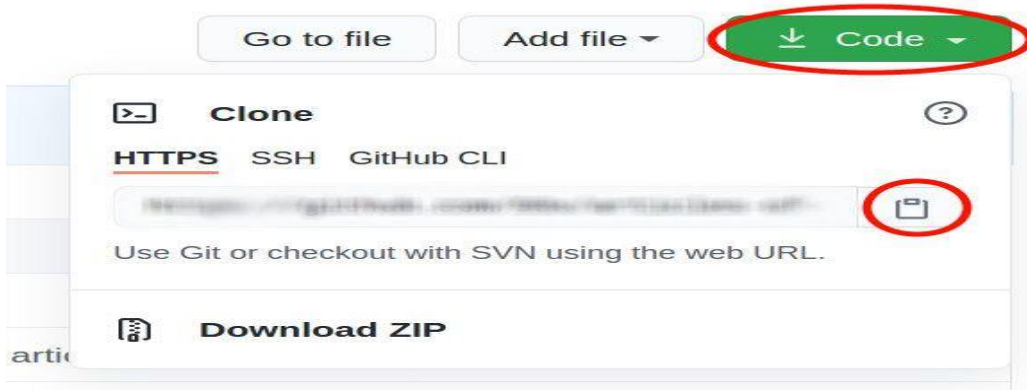 Go to file Add file Code
Clone
HTTPS SSH GitHub CLI
Use Git or checkout with SVN using the web URL.
Download ZIP